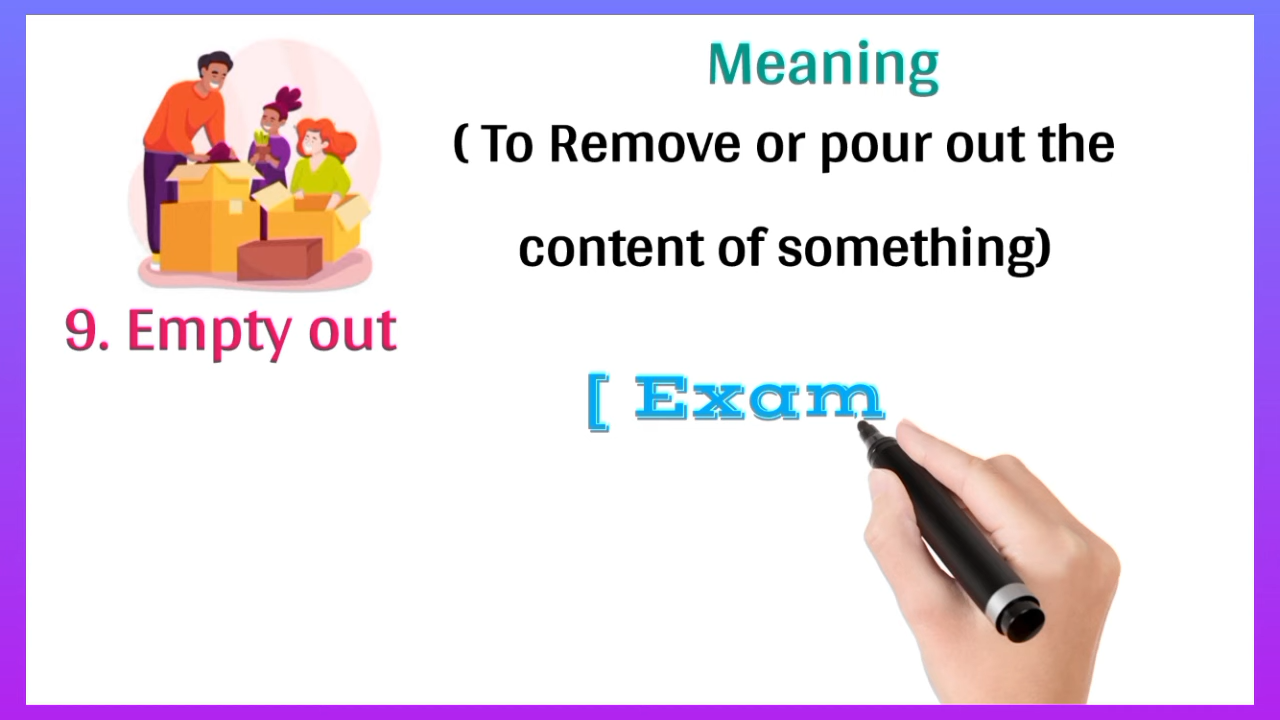 Meaning
( To Remove or pour out the
content of something)
9. Empty out
[ Exam